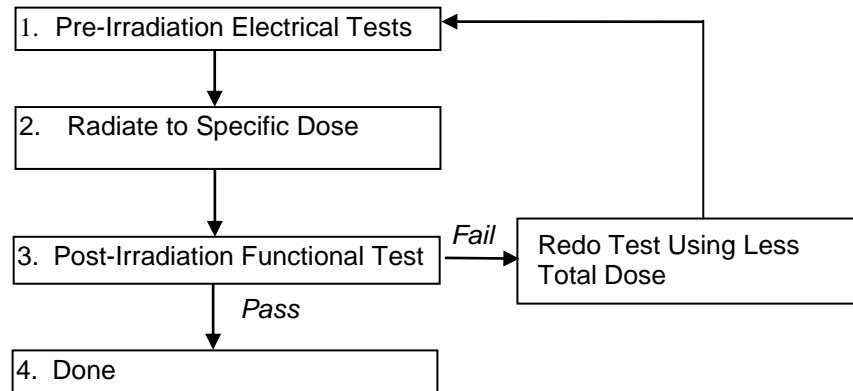 1. Pre-Irradiation Electrical Tests
2. Radiate to Specific Dose
3. Post-Irradiation Functional Test
Fail
Redo Test Using Less
Total Dose
Pass
4. Done